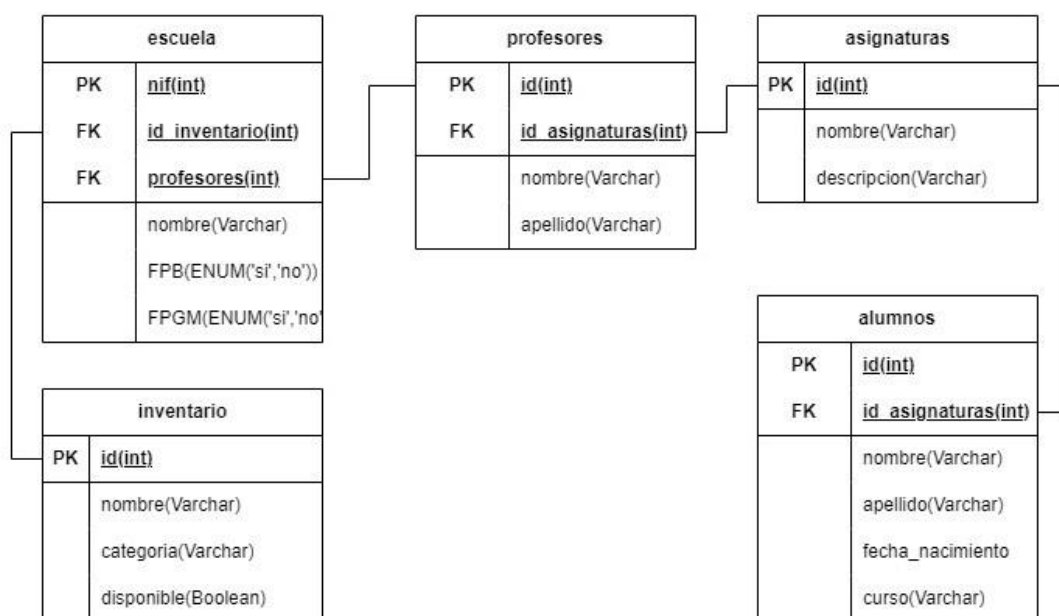 escuela
PK nif(int)
FK id_inventario(int)
FK profesores(int)
nombre(Varchar)
FPB(ENUM('si','no'))
FPGM(ENUM('si','no'
profesores
PK id(int)
FK id_asignaturas(int)
nombre(Varchar)
apellido(Varchar)
asignaturas
PK id(int)
nombre(Varchar)
descripcion(Varchar)
inventario
PK id(int)
nombre(Varchar)
categoria(Varchar)
disponible(Boolean)
alumnos
PK id(int)
FK id_asignaturas(int)
nombre(Varchar)
apellido(Varchar)
fecha_nacimiento
curso(Varchar)